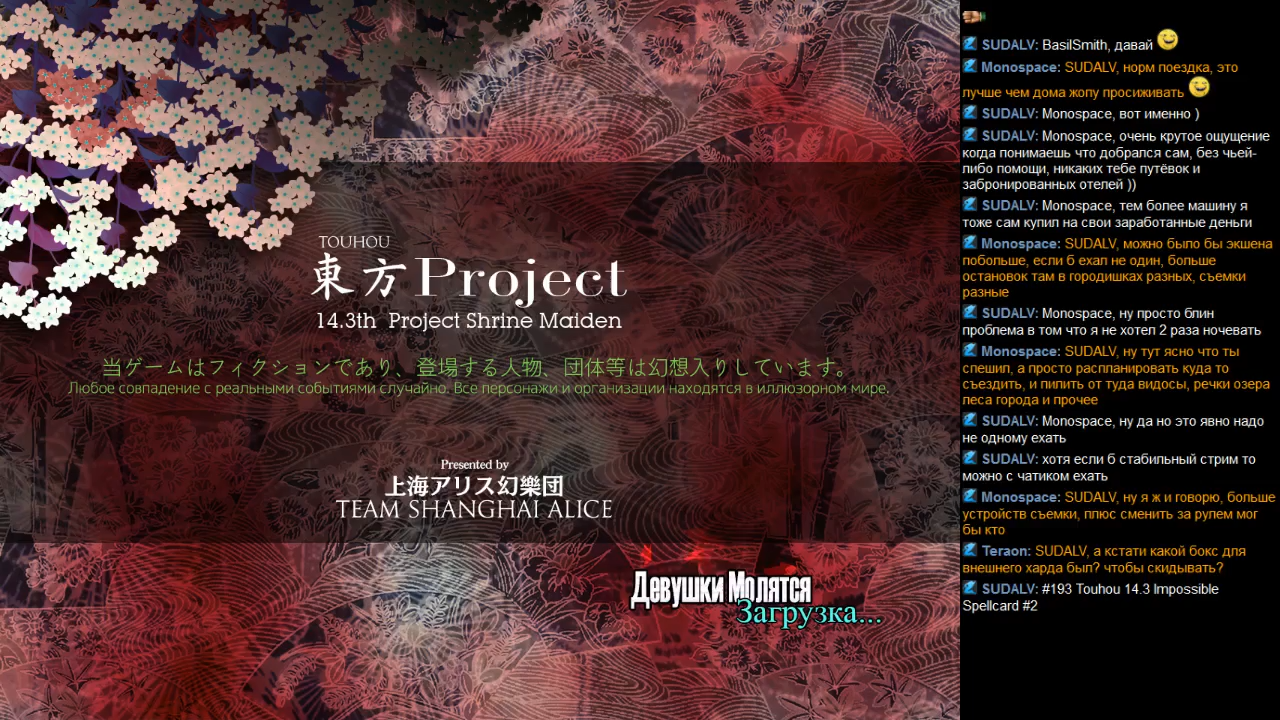 TOUHOU
東方Project
14.3th Project Shrine Maiden
当ゲームはフィクションであり、登場する人物、団体等は幻想入りしています。
Любое совпадение с реальными событиями случайно. Все персонажи и организации находятся в иллюзорном мире.
Presented by
上海アリス幻樂団
TEAM SHANGHAI ALICE
Девушки Молятся
Загрузка...
SUDALV: BasilSmith, давай
Monospace: SUDALV, норм поездка, это
лучше чем дома жопу просиживать
SUDALV: Monospace, вот именно )
SUDALV: Monospace, очень крутое ощущение
когда понимаешь что добрался сам, без чьей-
либо помощи, никаких тебе путёвок и
забронированных отелей ))
SUDALV: Monospace, тем более машину я
тоже сам купил на свои заработанные деньги
Monospace: SUDALV, можно было бы экшена
побольше, если б ехал не один, больше
остановок там в городишках разных, съемки
разные
SUDALV: Monospace, ну просто блин
проблема в том что я не хотел 2 раза ночевать
Monospace: SUDALV, ну тут ясно что ты
спешил, а просто распланировать куда то
съездить, и пилить от туда видосы, речки озера
леса города и прочее
SUDALV: Monospace, ну да но это явно надо
не одному ехать
SUDALV: хотя если б стабильный стрим то
можно с чатиком ехать
Monospace: SUDALV, ну я ж и говорю, больше
устройств съемки, плюс сменить за рулем мог
бы кто
Teraon: SUDALV, а кстати какой бокс для
внешнего харда был? чтобы скидывать?
SUDALV: #193 Touhou 14.3 Impossible
Spellcard #2